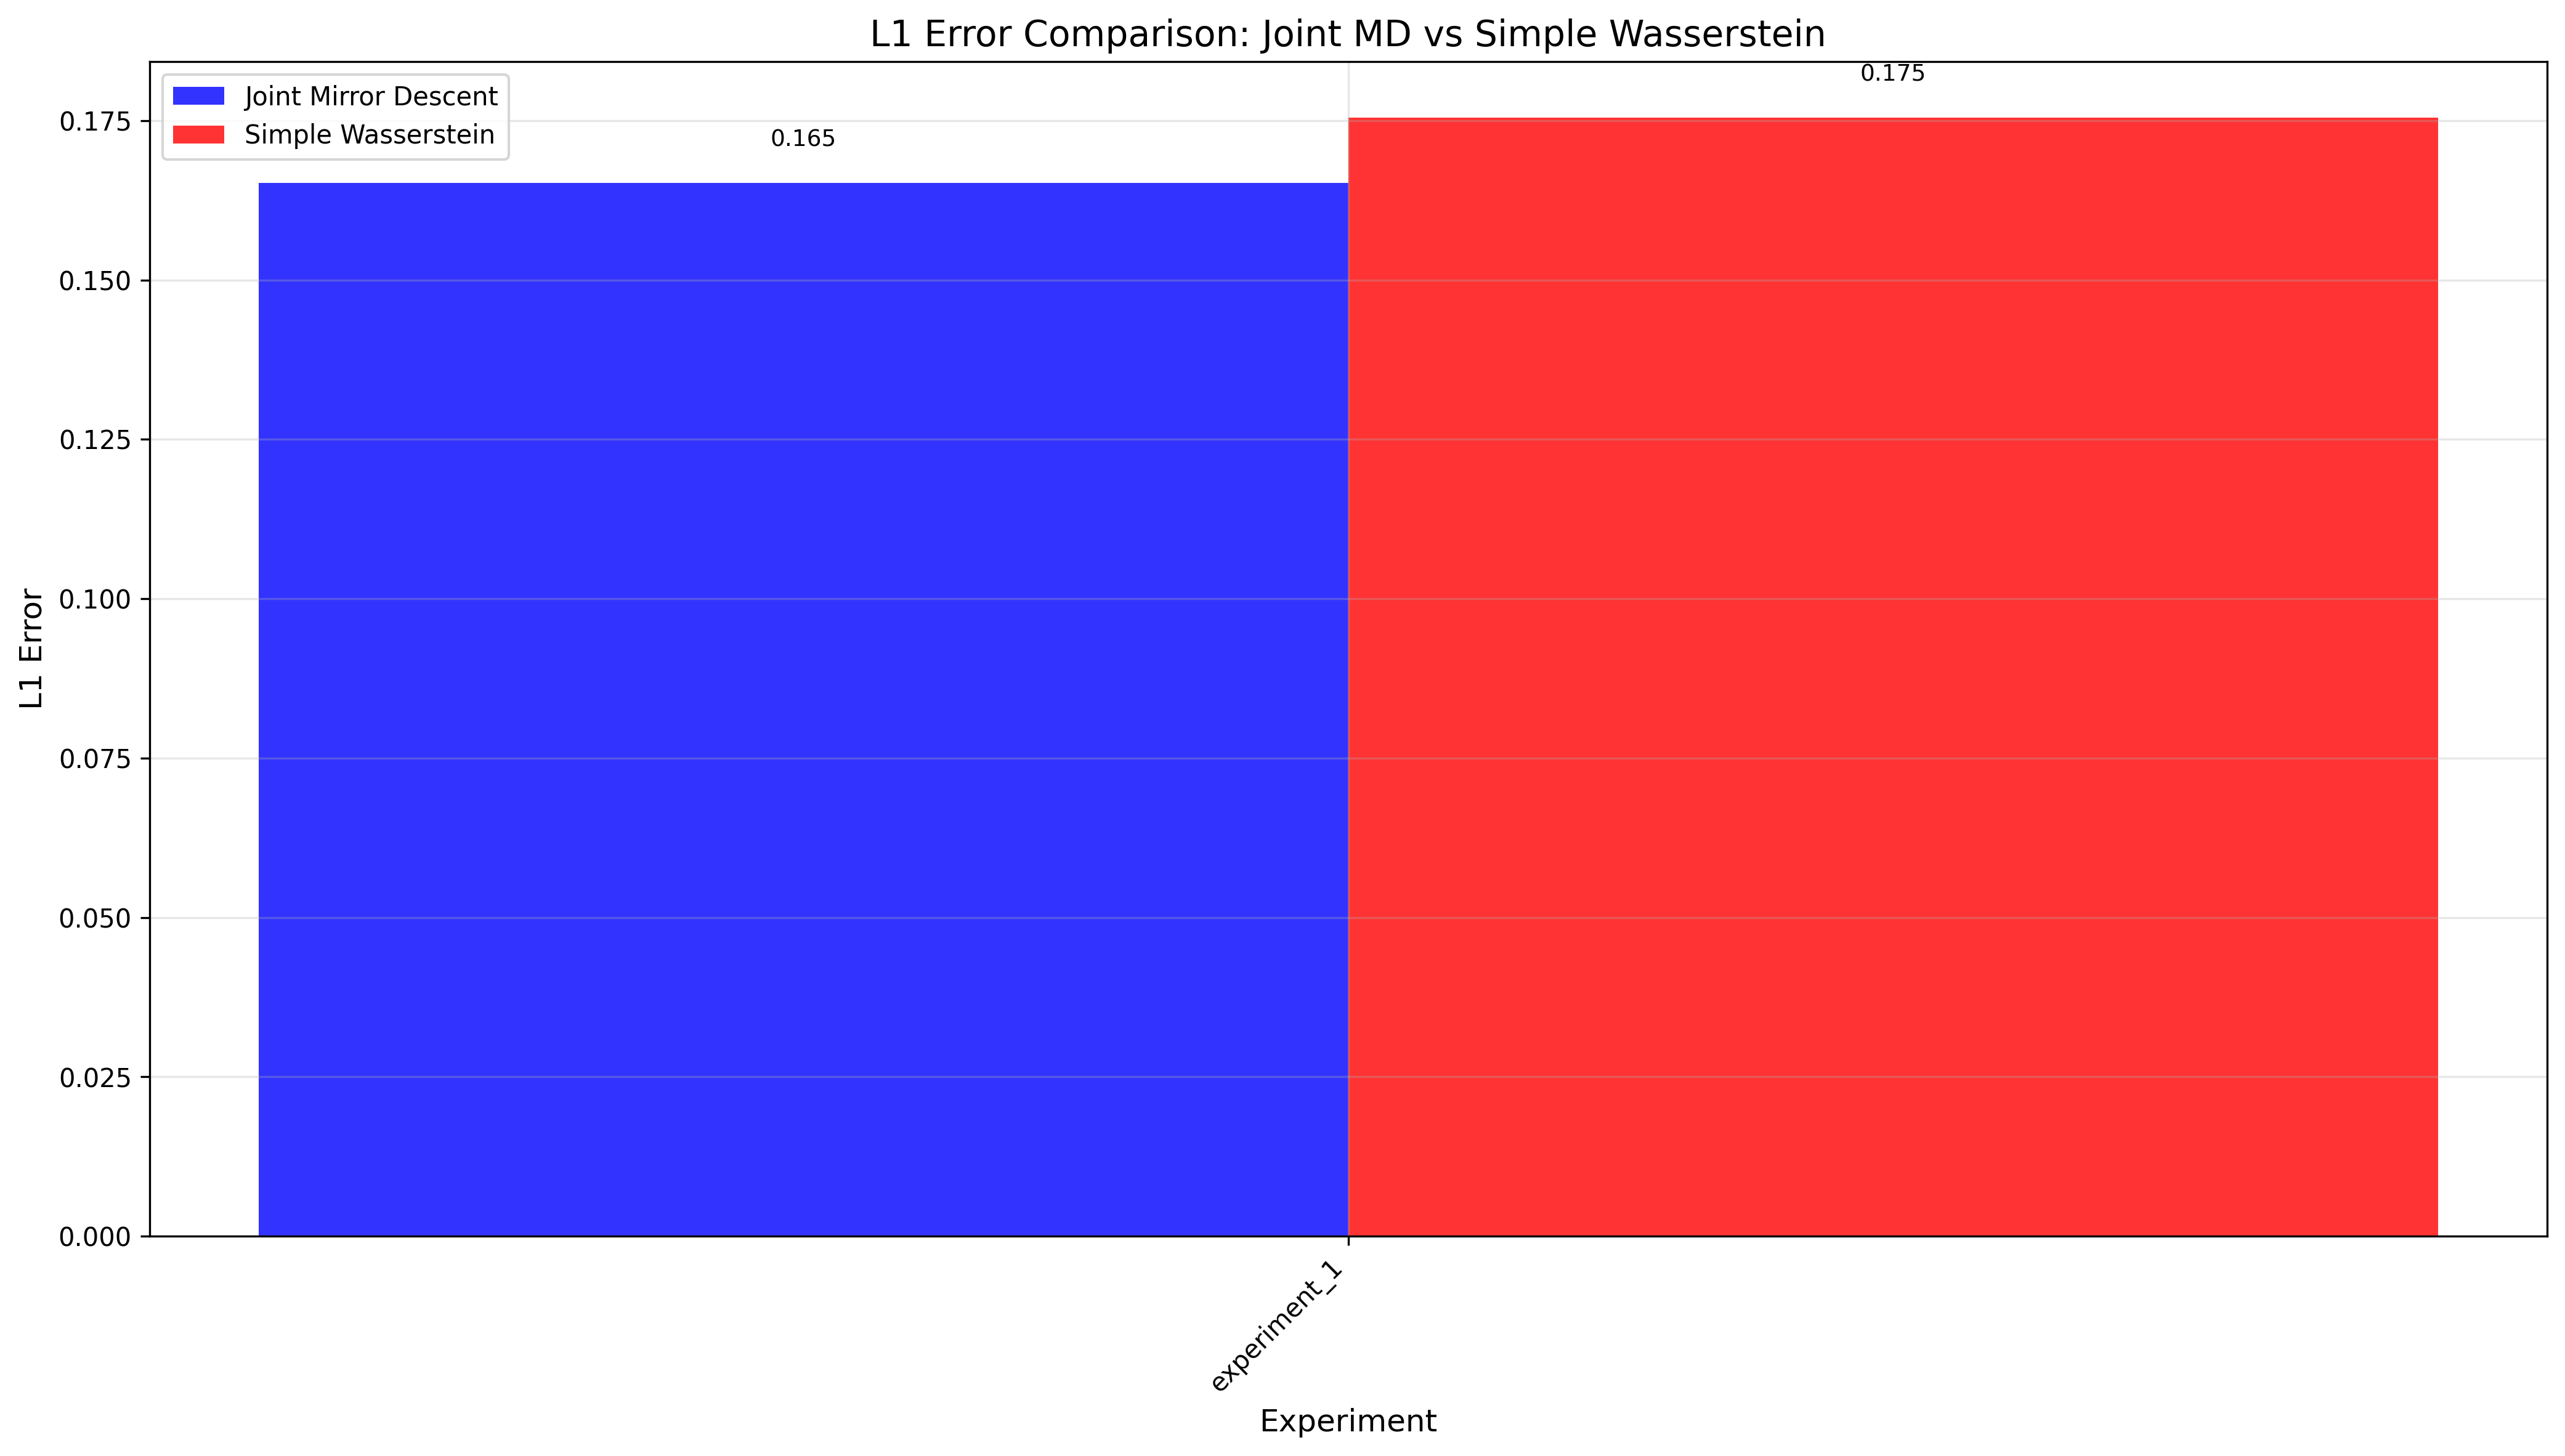 L1 Error Comparison: Joint MD vs Simple Wasserstein
Joint Mirror Descent
Simple Wasserstein
0.165
0.175
0.175
0.150
0.125
0.100
0.075
0.050
0.025
0.000
L1 Error
experiment_1
Experiment